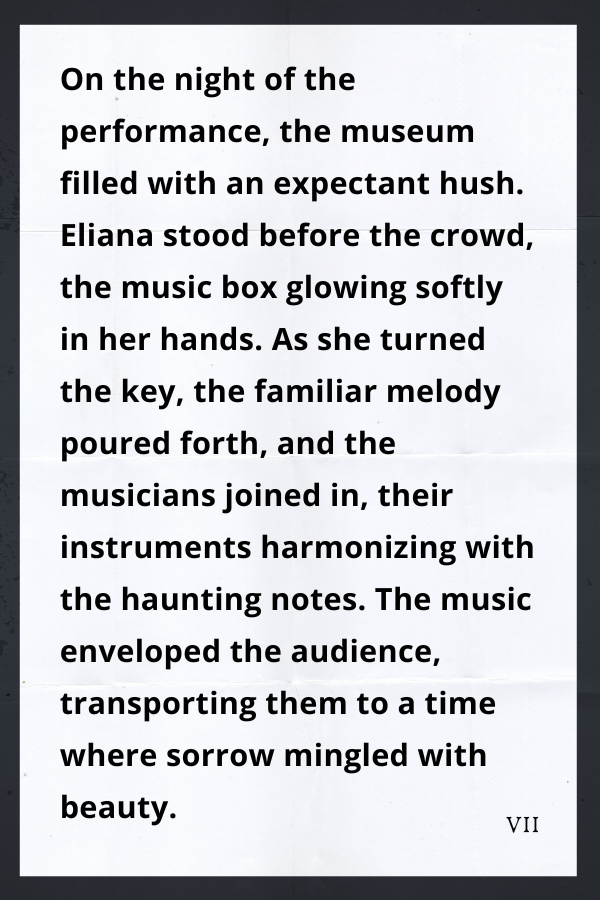 On the night of the
performance, the museum
filled with an expectant hush.
Eliana stood before the crowd,
the music box glowing softly
in her hands. As she turned
the key, the familiar melody
poured forth, and the
musicians joined in, their
instruments harmonizing with
the haunting notes. The music
enveloped the audience,
transporting them to a time
where sorrow mingled with
beauty.
VII